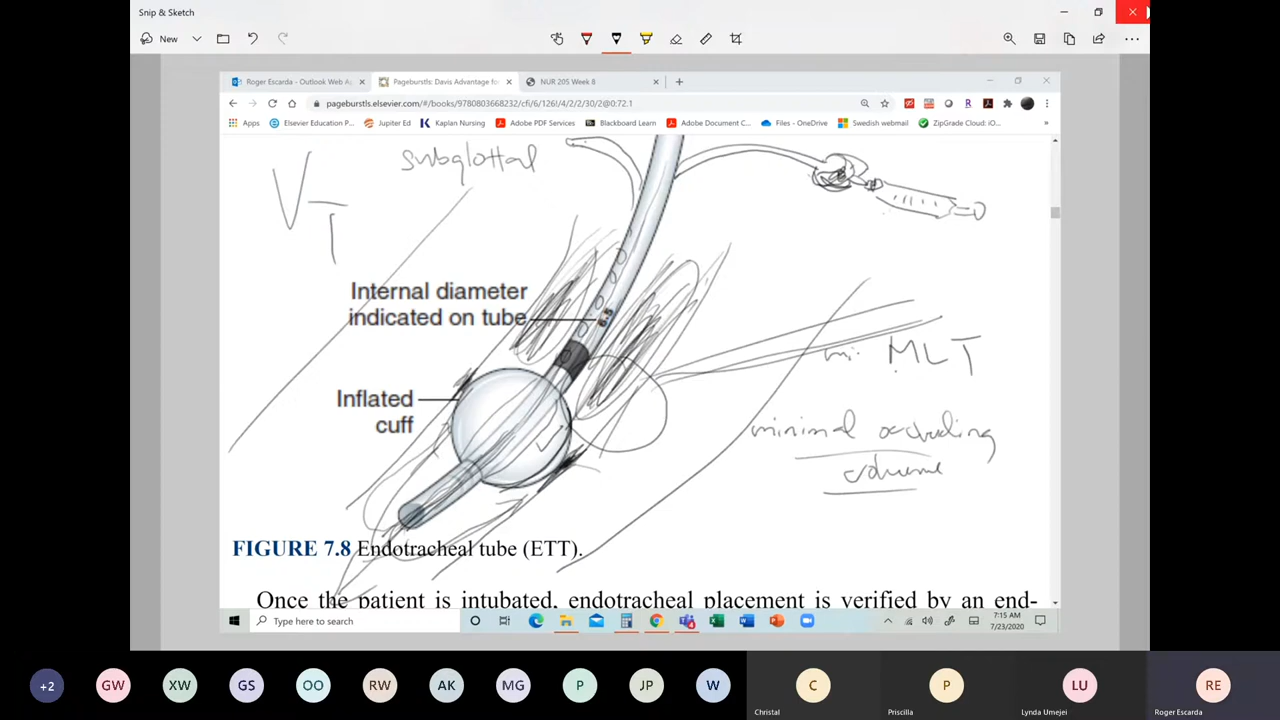 Snip & Sketch
New
Roger Escarda - Outlook Web A
Pageburstls: Davis Advantage for
NUR 205 Week 8
pageburstls.elsevier.com/#/books/9780803668232/cfi/6/126!/4/2/2/30/2@0:72.1
Apps
Elsevier Education P...
Jupiter Ed
Kaplan Nursing
Adobe PDF Services
Blackboard Learn
Adobe Document C...
Files - OneDrive
Swedish webmail
ZipGrade Cloud: iO...
subglottal
VT
Internal diameter
indicated on tube
6.5
MLT
Inflated
cuff
minimal occluding
volume
FIGURE 7.8 Endotracheal tube (ETT).
Once the patient is intubated, endotracheal placement is verified by an end-
Type here to search
7:15 AM
7/23/2020
+2
GW
XW
GS
OO
RW
AK
MG
P
JP
W
C
P
LU
RE
Christal
Priscilla
Lynda Umejei
Roger Escarda